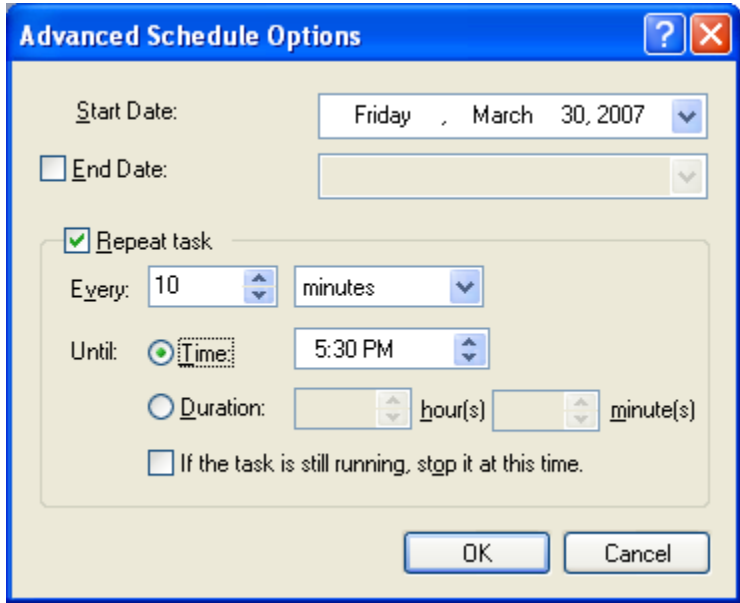 Advanced Schedule Options
Start Date: Friday , March 30, 2007
End Date:
Repeat task
Every: 10 minutes
Until: Time: 5:30 PM
Duration: hour(s) minute(s)
If the task is still running, stop it at this time.
OK Cancel